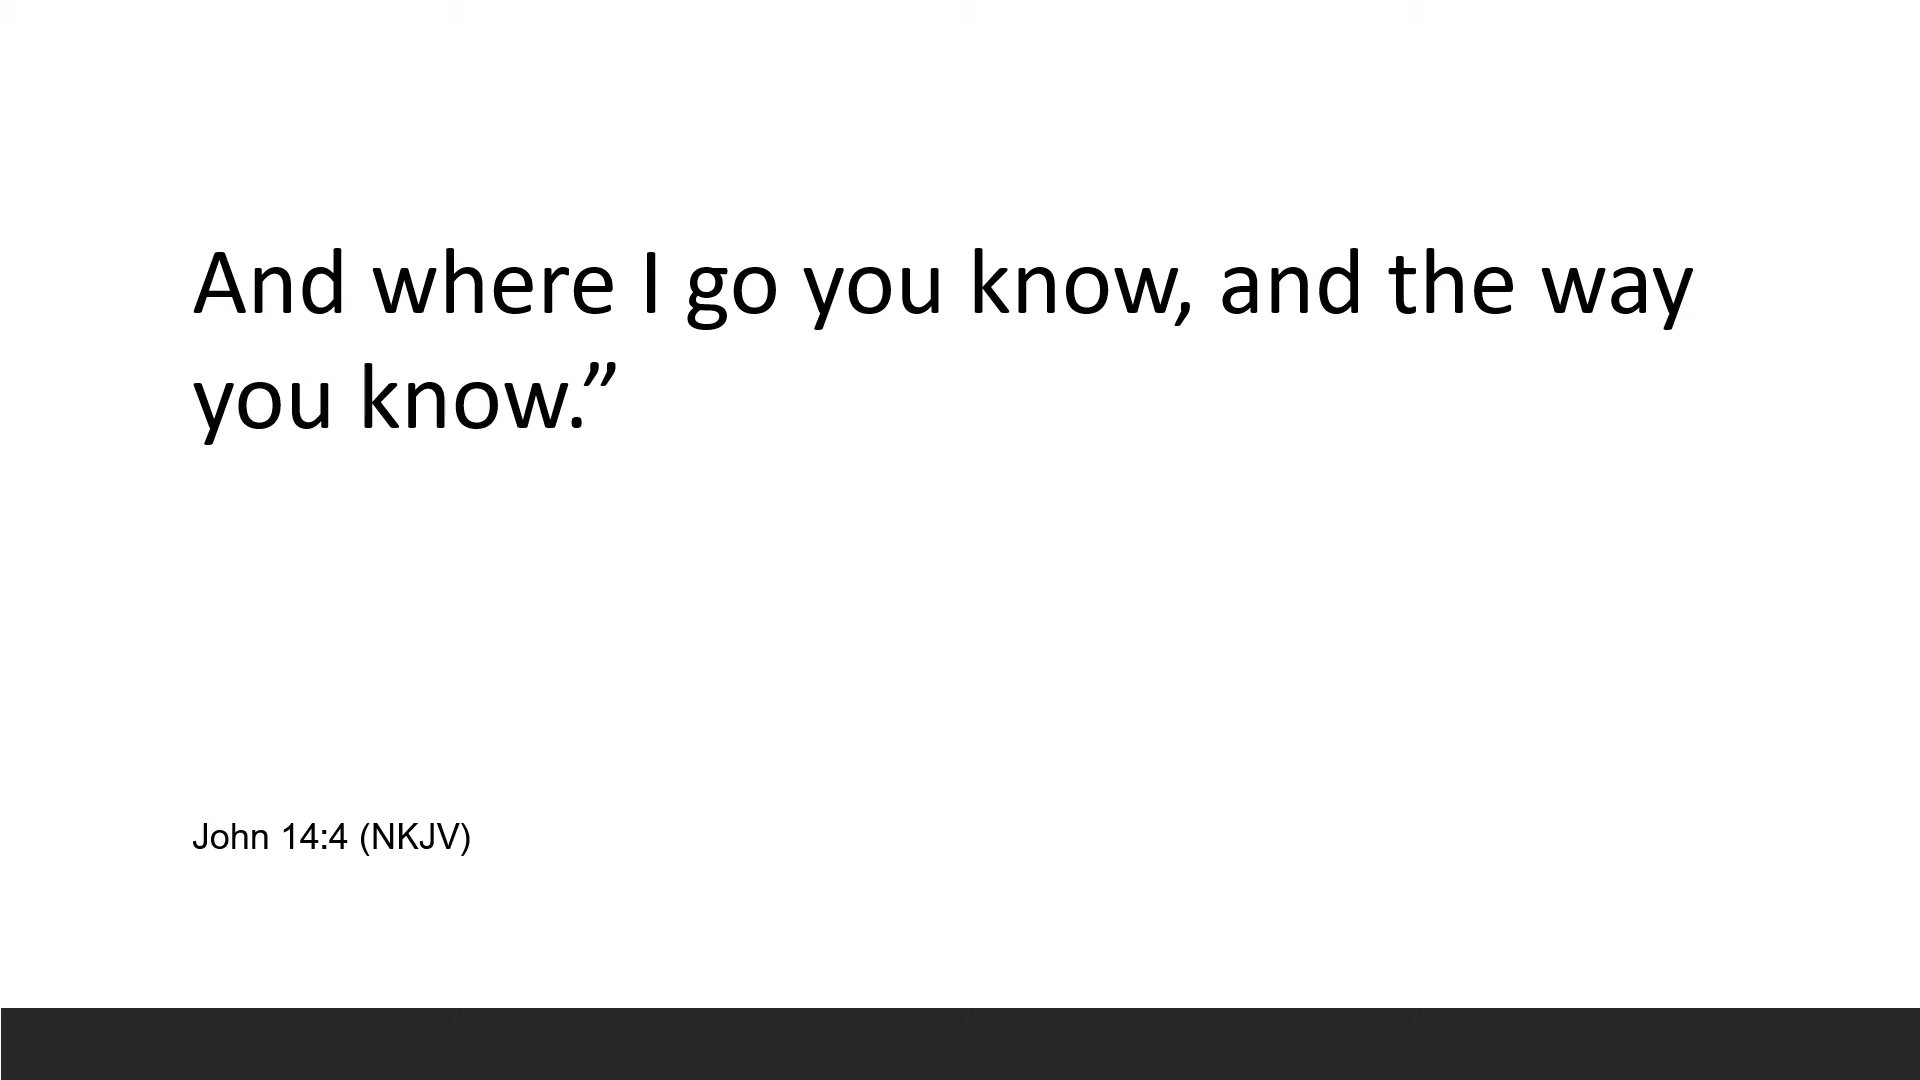 And where I go you know, and the way
you know.”
John 14:4 (NKJV)